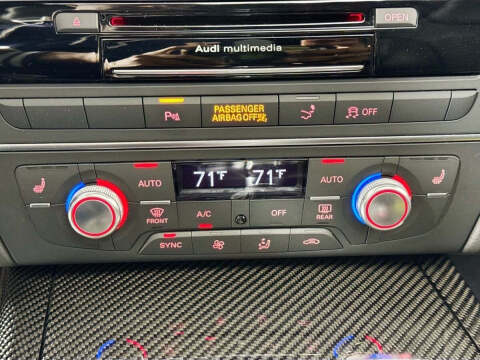 OPEN
Audi multimedia
P
PASSENGER
AIRBAG OFF
OFF
AUTO
71°F
71°F
AUTO
FRONT
A/C
OFF
REAR
SYNC